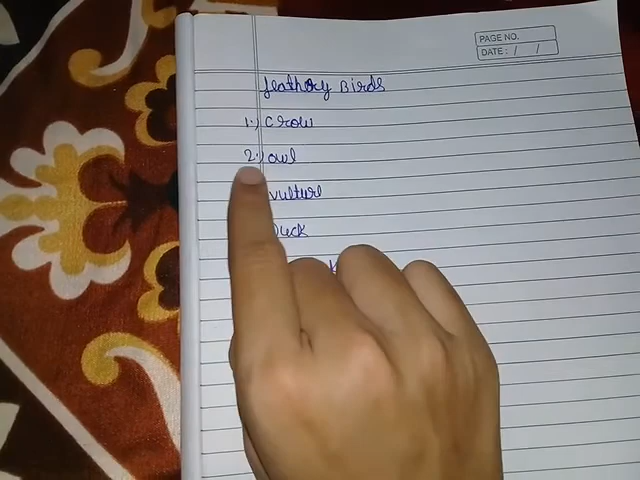 PAGE NO.
DATE: / /
feathery Birds
1.) Crow
2.) owl
vulture
Duck